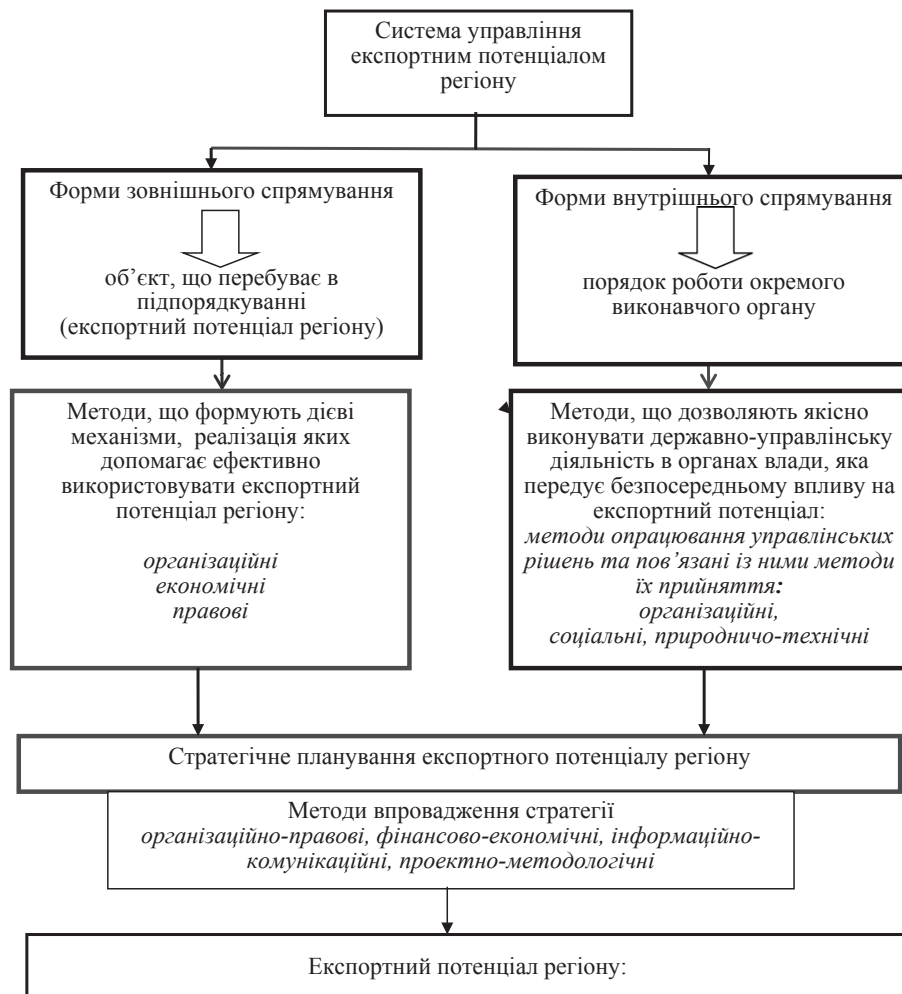 Система управління
експортним потенціалом
регіону
Форми зовнішнього спрямування
об’єкт, що перебуває в
підпорядкуванні
(експортний потенціал регіону)
Форми внутрішнього спрямування
порядок роботи окремого
виконавчого органу
Методи, що формують дієві
механізми, реалізація яких
допомагає ефективно
використовувати експортний
потенціал регіону:
організаційні
економічні
правові
Методи, що дозволяють якісно
виконувати державно-управлінську
діяльність в органах влади, яка
передує безпосередньому впливу на
експортний потенціал:
методи опрацювання управлінських
рішень та пов’язані із ними методи
їх прийняття:
організаційні,
соціальні, природничо-технічні
Стратегічне планування експортного потенціалу регіону
Методи впровадження стратегії
організаційно-правові, фінансово-економічні, інформаційно-
комунікаційні, проектно-методологічні
Експортний потенціал регіону: